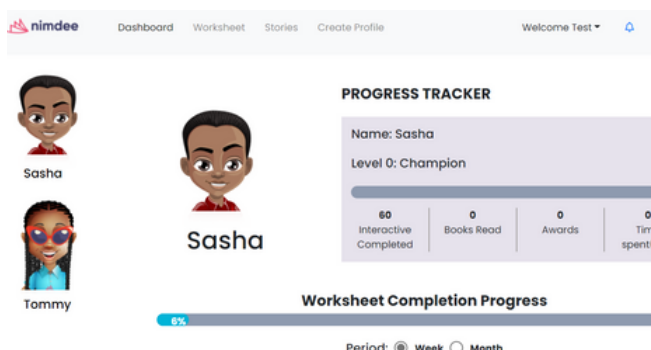 nimdee
Dashboard Worksheet Stories Create Profile Welcome Test
Sasha
Tommy
Sasha
PROGRESS TRACKER
Name: Sasha
Level 0: Champion
60 0 0 0
Interactive Books Read Awards
Completed
Worksheet Completion Progress
6%
Period: Week Month